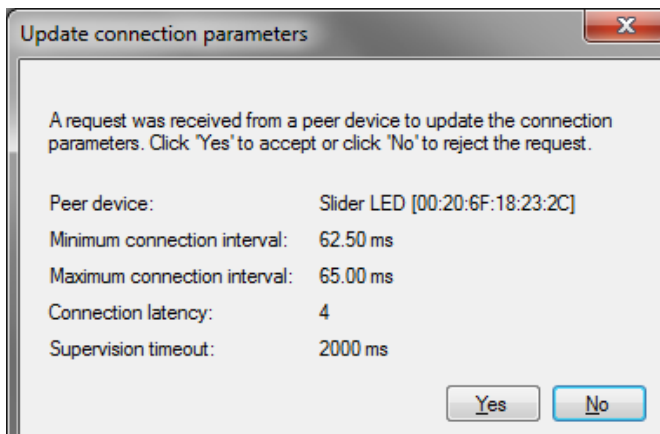 Update connection parameters
X
A request was received from a peer device to update the connection
parameters. Click 'Yes' to accept or click 'No' to reject the request.
Peer device: Slider LED [00:20:6F:18:23:2C]
Minimum connection interval: 62.50 ms
Maximum connection interval: 65.00 ms
Connection latency: 4
Supervision timeout: 2000 ms
Yes No